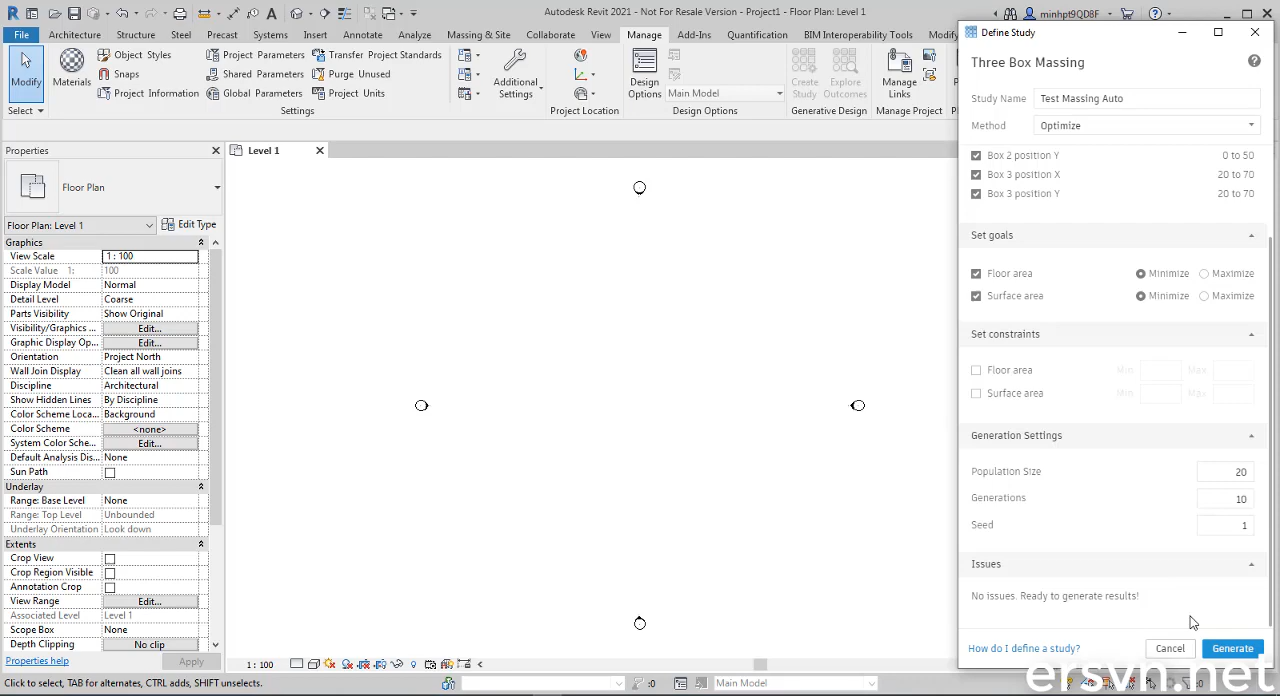 Autodesk Revit 2021 - Not For Resale Version - Project1 - Floor Plan: Level 1
minhpt9QD8F
File Architecture Structure Steel Precast Systems Insert Annotate Analyze Massing & Site Collaborate View Manage Add-Ins Quantification BIM Interoperability Tools Modify
Modify
Select
Materials
Object Styles
Snaps
Project Information
Project Parameters
Shared Parameters
Global Parameters
Transfer Project Standards
Purge Unused
Project Units
Settings
Additional
Settings
Project Location
Design
Options
Main Model
Design Options
Create
Study
Explore
Outcomes
Generative Design
Manage
Links
Manage Project
Properties
Floor Plan
Floor Plan: Level 1
Edit Type
Graphics
View Scale 1 : 100
Scale Value 1: 100
Display Model Normal
Detail Level Coarse
Parts Visibility Show Original
Visibility/Graphics ... Edit...
Graphic Display Op... Edit...
Orientation Project North
Wall Join Display Clean all wall joins
Discipline Architectural
Show Hidden Lines By Discipline
Color Scheme Loca... Background
Color Scheme <none>
System Color Sche... Edit...
Default Analysis Dis... None
Sun Path
Underlay
Range: Base Level None
Range: Top Level Unbounded
Underlay Orientation Look down
Extents
Crop View
Crop Region Visible
Annotation Crop
View Range Edit...
Associated Level Level 1
Scope Box None
Depth Clipping No clip
Properties help
Apply
Level 1
1 : 100
Click to select, TAB for alternates, CTRL adds, SHIFT unselects.
:0
Main Model
Define Study
Three Box Massing
Study Name Test Massing Auto
Method Optimize
Box 2 position Y 0 to 50
Box 3 position X 20 to 70
Box 3 position Y 20 to 70
Set goals
Floor area Minimize Maximize
Surface area Minimize Maximize
Set constraints
Floor area Min Max
Surface area Min Max
Generation Settings
Population Size 20
Generations 10
Seed 1
Issues
No issues. Ready to generate results!
How do I define a study?
Cancel
Generate
ersvn.net
:0